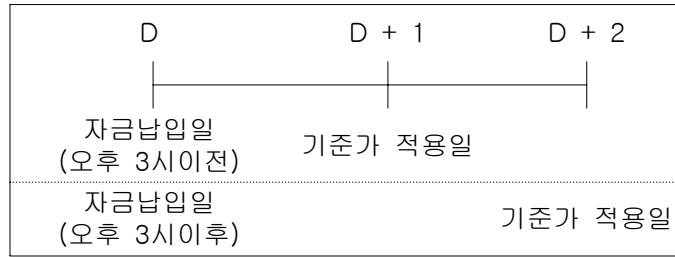 D D + 1 D + 2
자금납입일
(오후 3시이전)
기준가 적용일
자금납입일
(오후 3시이후)
기준가 적용일